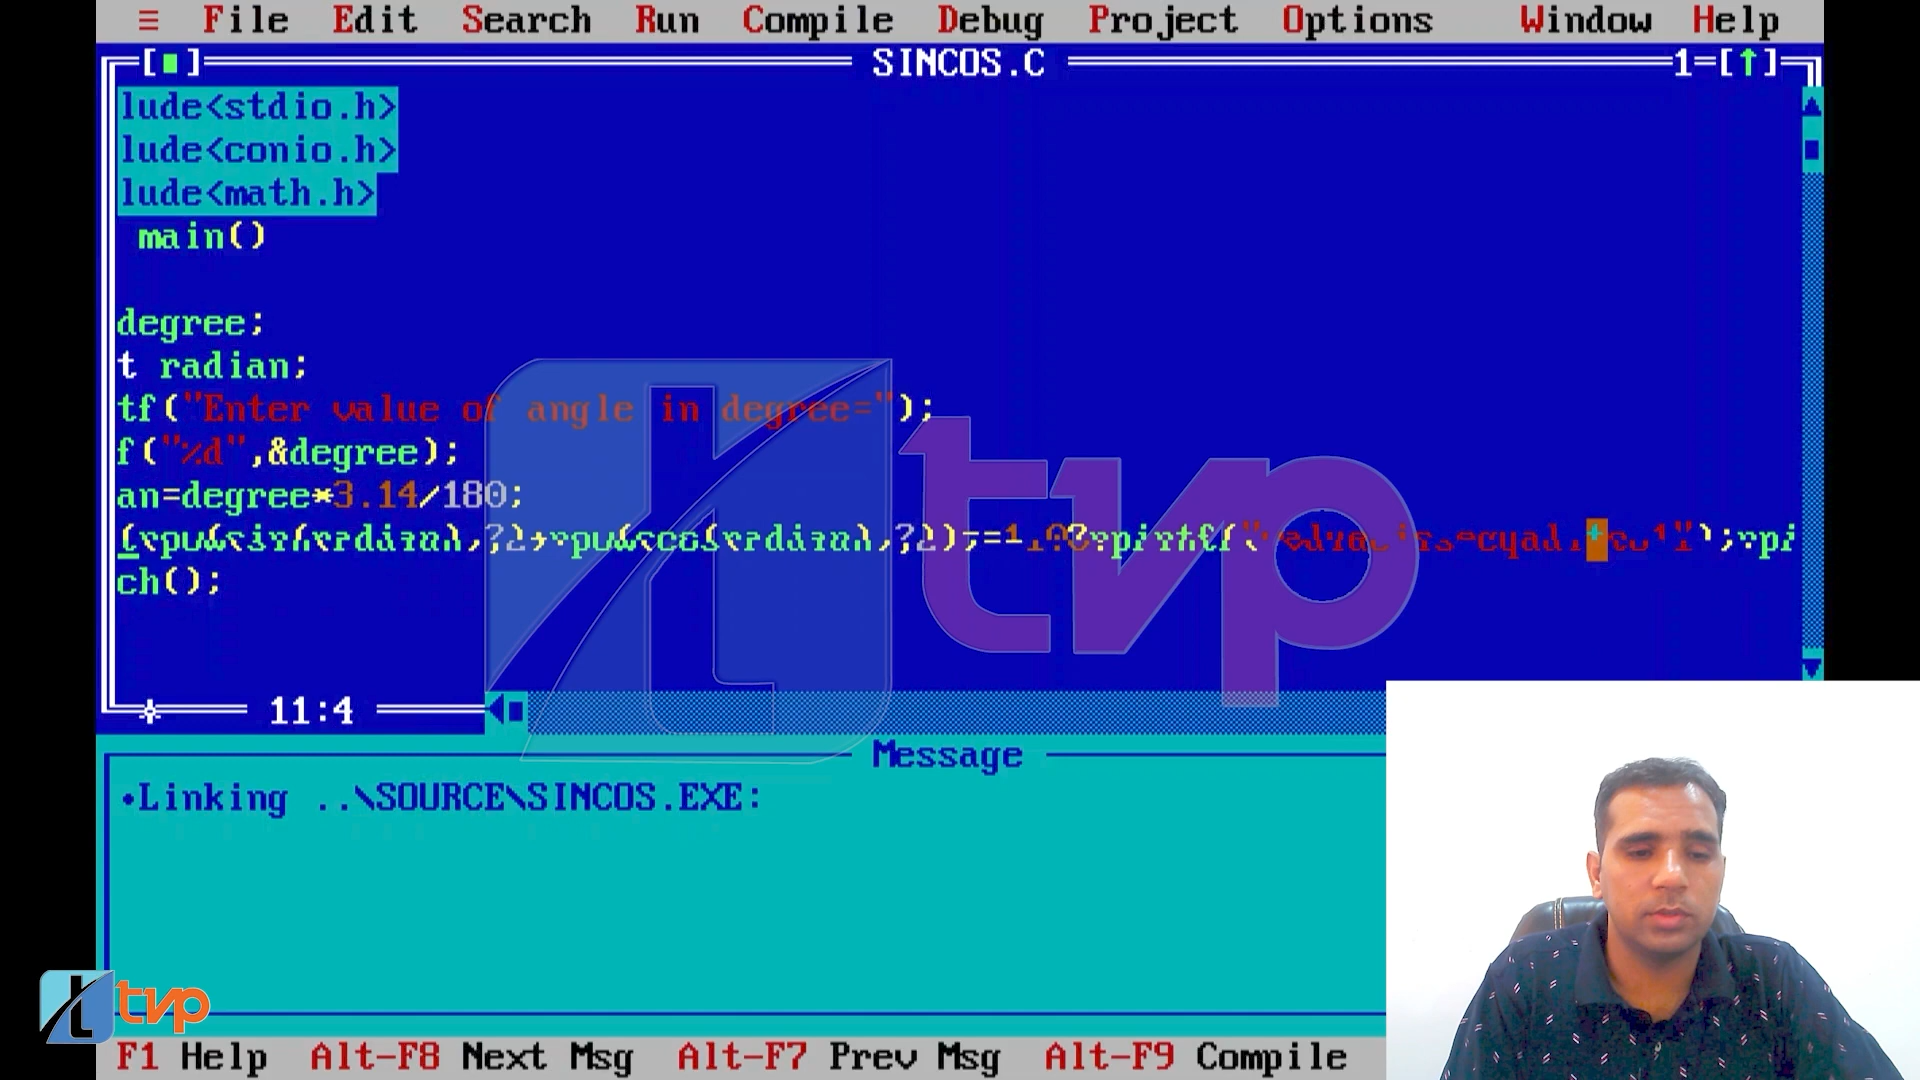 ≡ File Edit Search Run Compile Debug Project Options Window Help
[■] SINCOS.C 1=[↑]
lude<stdio.h>
lude<conio.h>
lude<math.h>
main()
degree;
t radian;
tf("Enter value of angle in degree=");
f("%d",&degree);
an=degree*3.14/180;
ch();
11:4
tvp
Message
•Linking ..\SOURCE\SINCOS.EXE:
tvp
F1 Help Alt-F8 Next Msg Alt-F7 Prev Msg Alt-F9 Compile